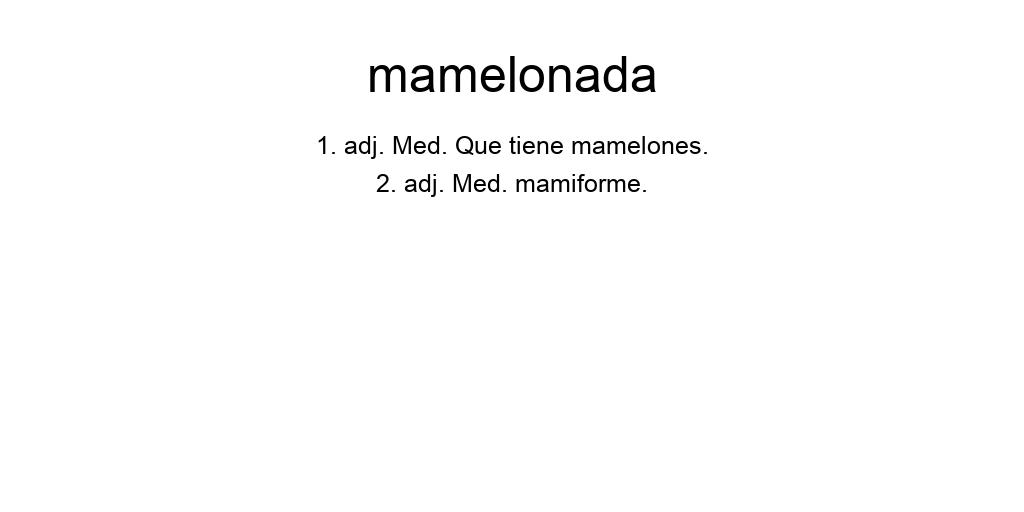 mamelonada
1. adj. Med. Que tiene mamelones.
2. adj. Med. mamiforme.